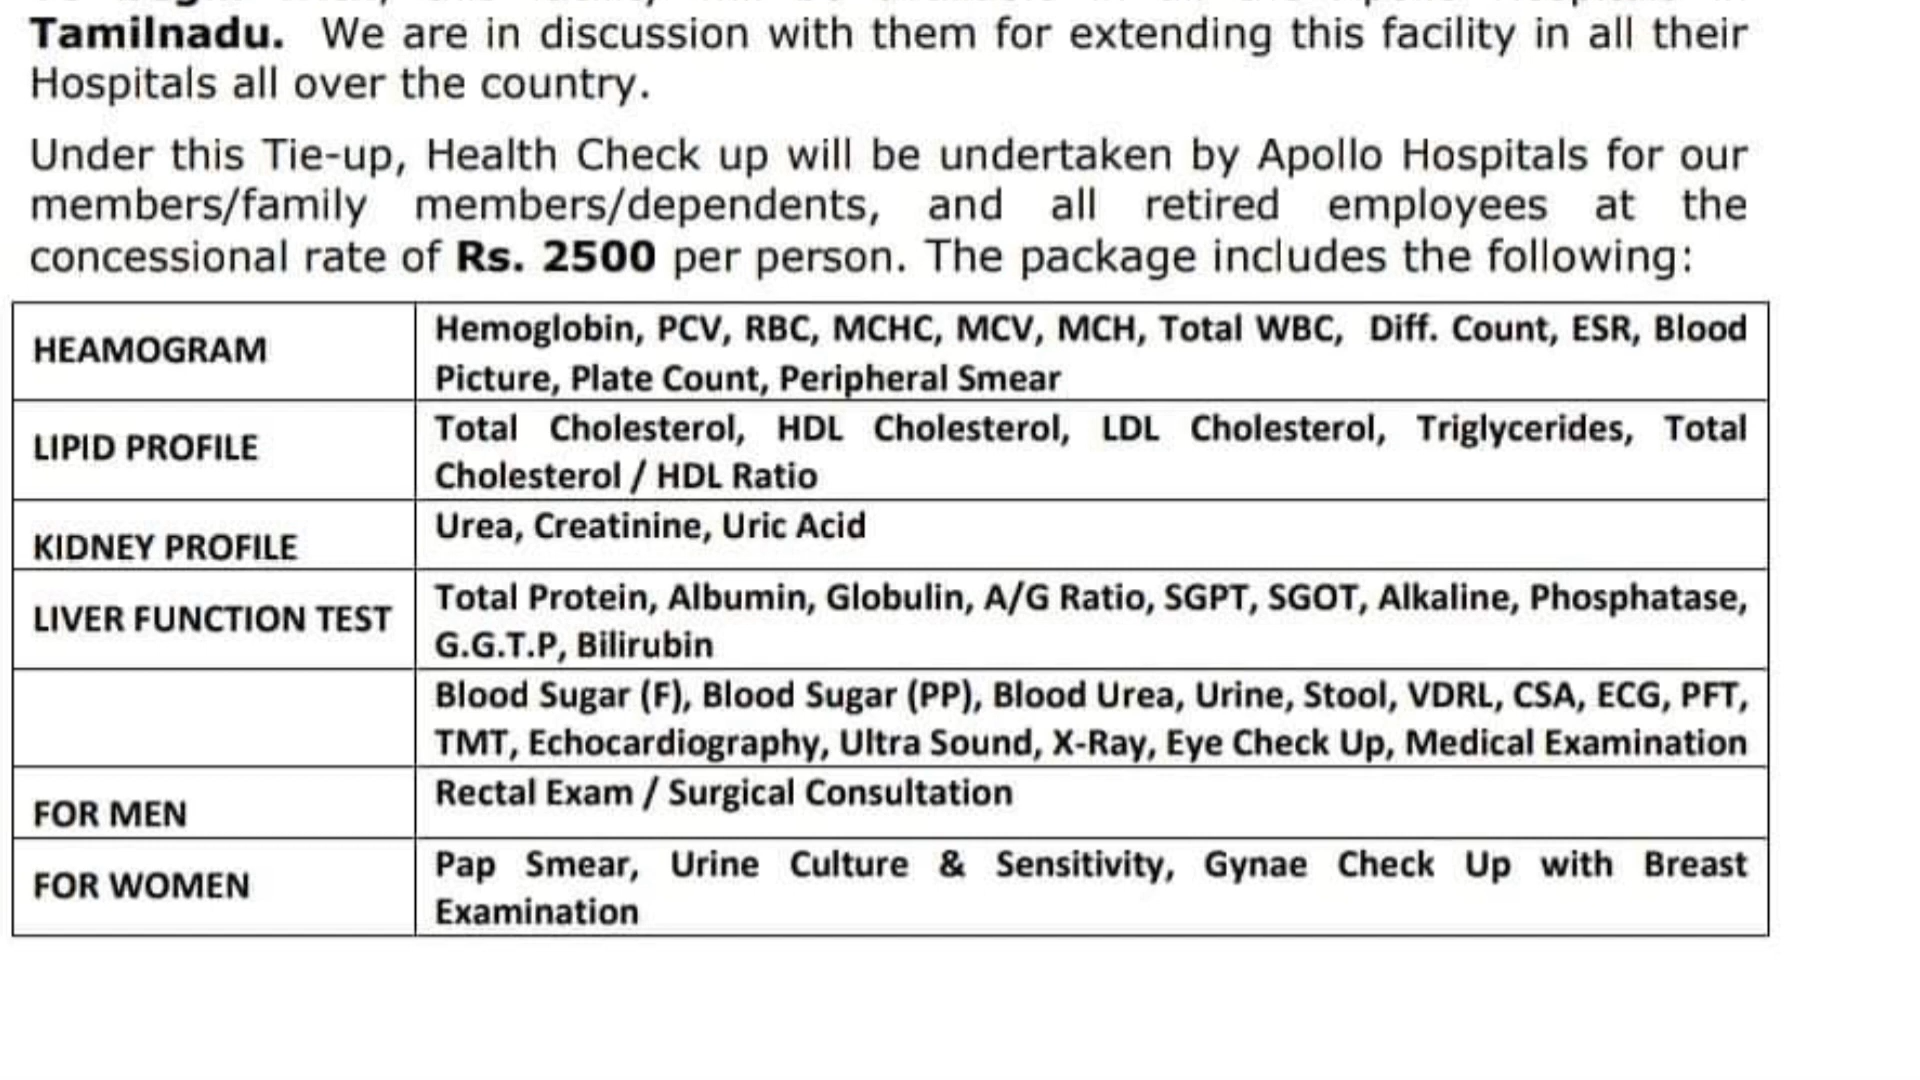 Tamilnadu. We are in discussion with them for extending this facility in all their
Hospitals all over the country.
Under this Tie-up, Health Check up will be undertaken by Apollo Hospitals for our
members/family members/dependents, and all retired employees at the
concessional rate of Rs. 2500 per person. The package includes the following:
HEAMOGRAM
Hemoglobin, PCV, RBC, MCHC, MCV, MCH, Total WBC, Diff. Count, ESR, Blood
Picture, Plate Count, Peripheral Smear
LIPID PROFILE
Total Cholesterol, HDL Cholesterol, LDL Cholesterol, Triglycerides, Total
Cholesterol / HDL Ratio
KIDNEY PROFILE
Urea, Creatinine, Uric Acid
LIVER FUNCTION TEST
Total Protein, Albumin, Globulin, A/G Ratio, SGPT, SGOT, Alkaline, Phosphatase,
G.G.T.P, Bilirubin
Blood Sugar (F), Blood Sugar (PP), Blood Urea, Urine, Stool, VDRL, CSA, ECG, PFT,
TMT, Echocardiography, Ultra Sound, X-Ray, Eye Check Up, Medical Examination
FOR MEN
Rectal Exam / Surgical Consultation
FOR WOMEN
Pap Smear, Urine Culture & Sensitivity, Gynae Check Up with Breast
Examination